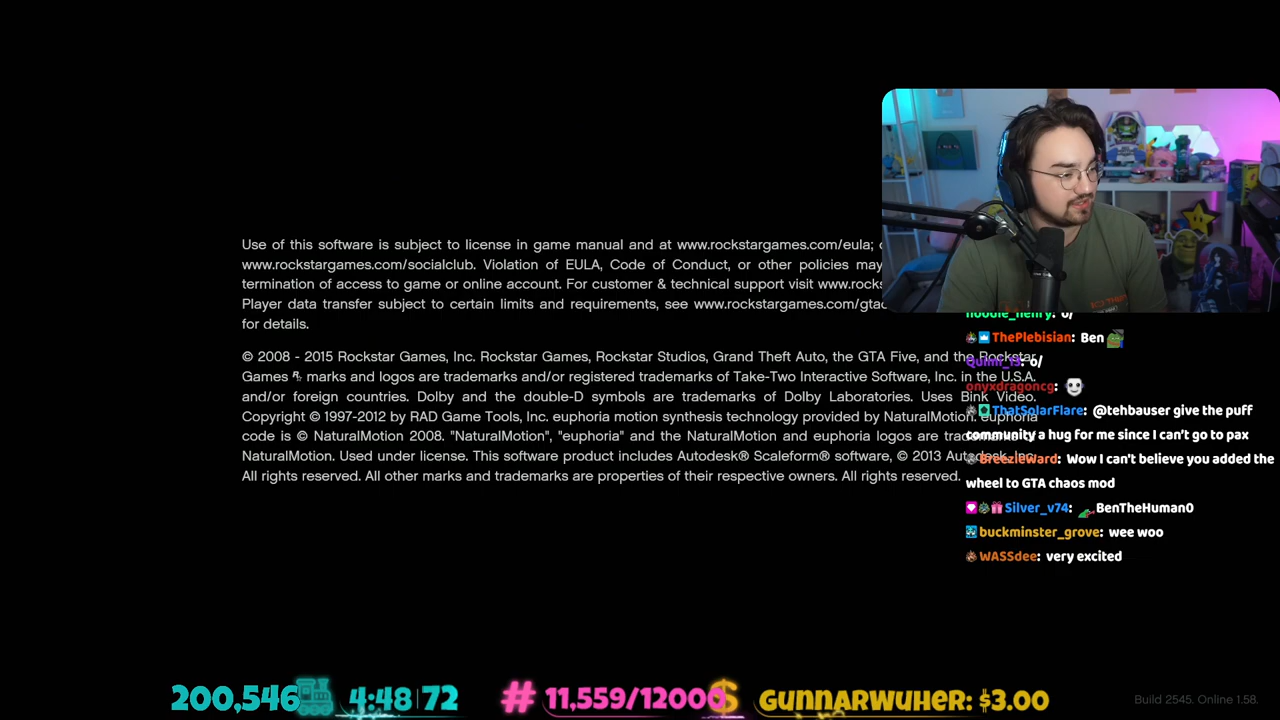 Use of this software is subject to license in game manual and at www.rockstargames.com/eula;
www.rockstargames.com/socialclub. Violation of EULA, Code of Conduct, or other policies may
termination of access to game or online account. For customer & technical support visit www.rocks
Player data transfer subject to certain limits and requirements, see www.rockstargames.com/gtao
for details.
© 2008 - 2015 Rockstar Games, Inc. Rockstar Games, Rockstar Studios, Grand Theft Auto, the GTA Five, and the Rockstar
Games marks and logos are trademarks and/or registered trademarks of Take-Two Interactive Software, Inc. in the U.S.A.
and/or foreign countries. Dolby and the double-D symbols are trademarks of Dolby Laboratories. Uses Bink Video.
Copyright © 1997-2012 by RAD Game Tools, Inc. euphoria motion synthesis technology provided by NaturalMotion. euphoria
code is © NaturalMotion 2008. "NaturalMotion", "euphoria" and the NaturalMotion and euphoria logos are trademarks of
NaturalMotion. Used under license. This software product includes Autodesk® Scaleform® software, © 2013 Autodesk, Inc.
All rights reserved. All other marks and trademarks are properties of their respective owners. All rights reserved.
noodle_henry: o/
ThePlebisian: Ben
Quinn_13: o/
onyxdragoncg:
ThatSolarFlare: @tehbauser give the puff
community a hug for me since I can't go to pax
BreezieWard: Wow I can't believe you added the
wheel to GTA chaos mod
Silver_v74: BenTheHuman0
buckminster_grove: wee woo
WASSdee: very excited
200,546 4:48 72 # 11,559/12000 $ GUNNARWUHER: $3.00
Build 2545. Online 1.58.